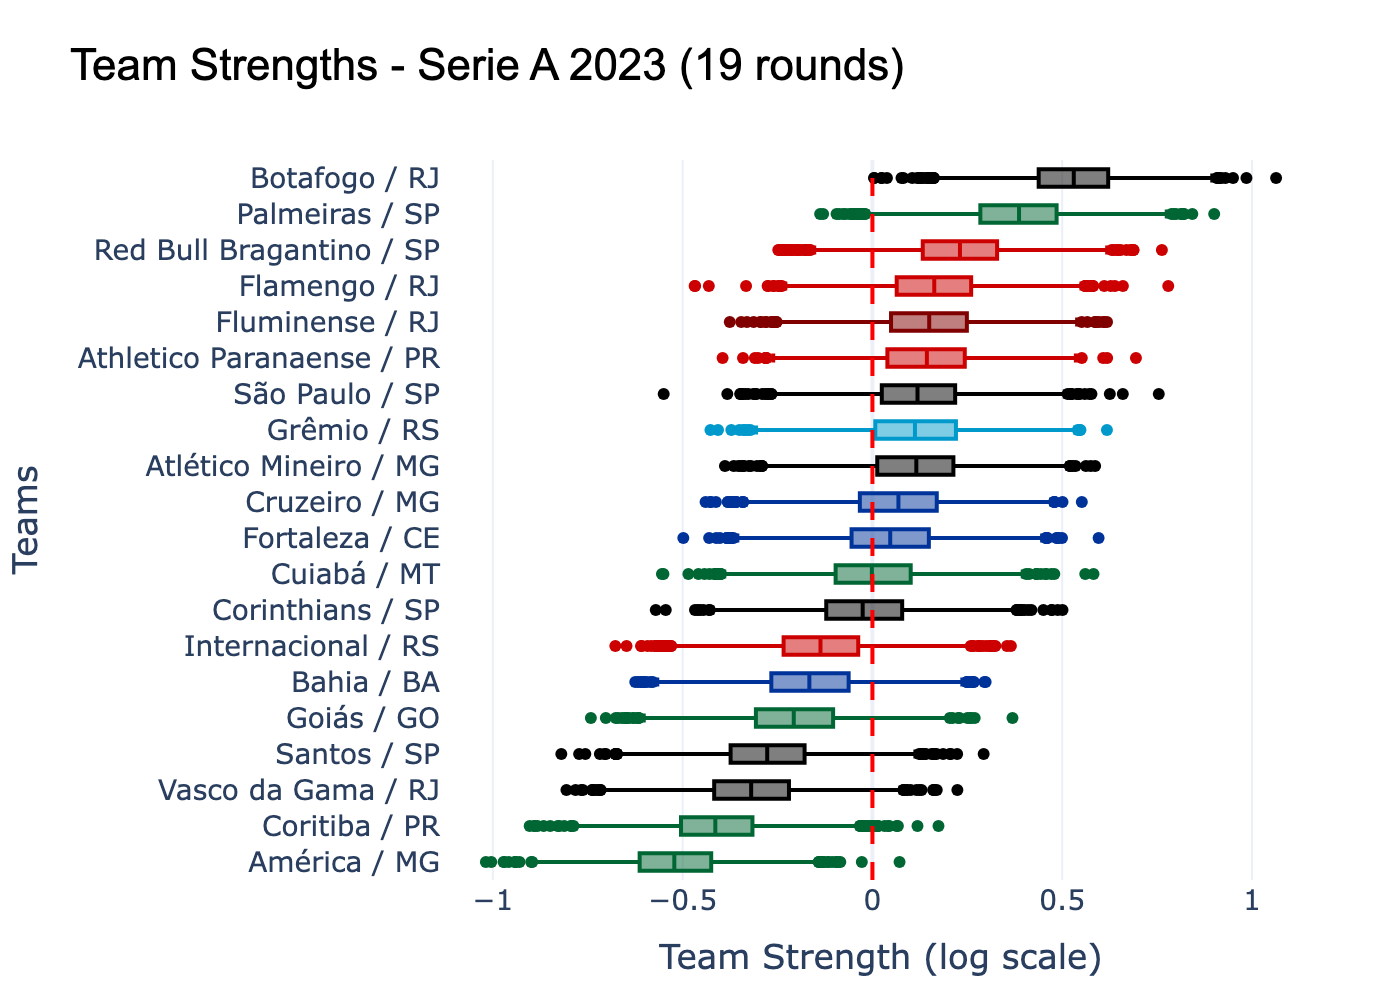 Team Strengths - Serie A 2023 (19 rounds)
Botafogo / RJ
Palmeiras / SP
Red Bull Bragantino / SP
Flamengo / RJ
Fluminense / RJ
Athletico Paranaense / PR
São Paulo / SP
Grêmio / RS
Atlético Mineiro / MG
Cruzeiro / MG
Fortaleza / CE
Cuiabá / MT
Corinthians / SP
Internacional / RS
Bahia / BA
Goiás / GO
Santos / SP
Vasco da Gama / RJ
Coritiba / PR
América / MG
Teams
−1 −0.5 0 0.5 1
Team Strength (log scale)